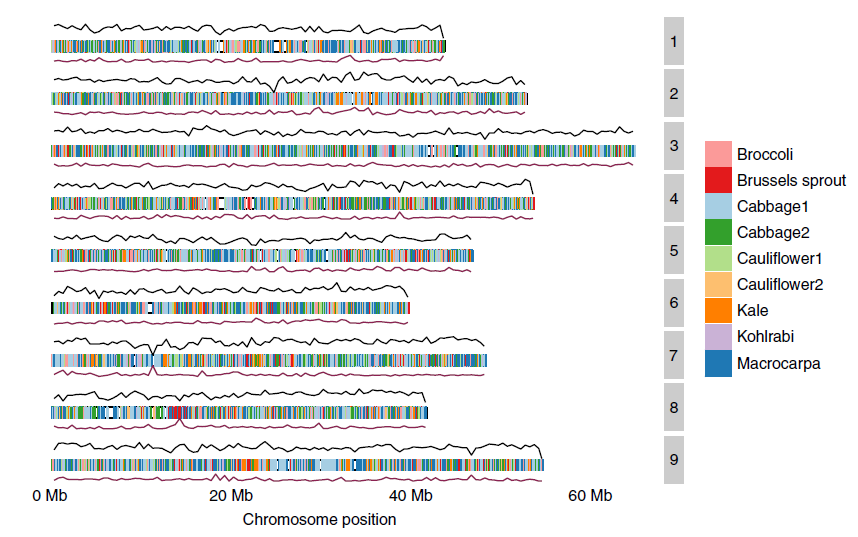 1
2
3
4
5
6
7
8
9
Broccoli
Brussels sprout
Cabbage1
Cabbage2
Cauliflower1
Cauliflower2
Kale
Kohlrabi
Macrocarpa
0 Mb 20 Mb 40 Mb 60 Mb
Chromosome position